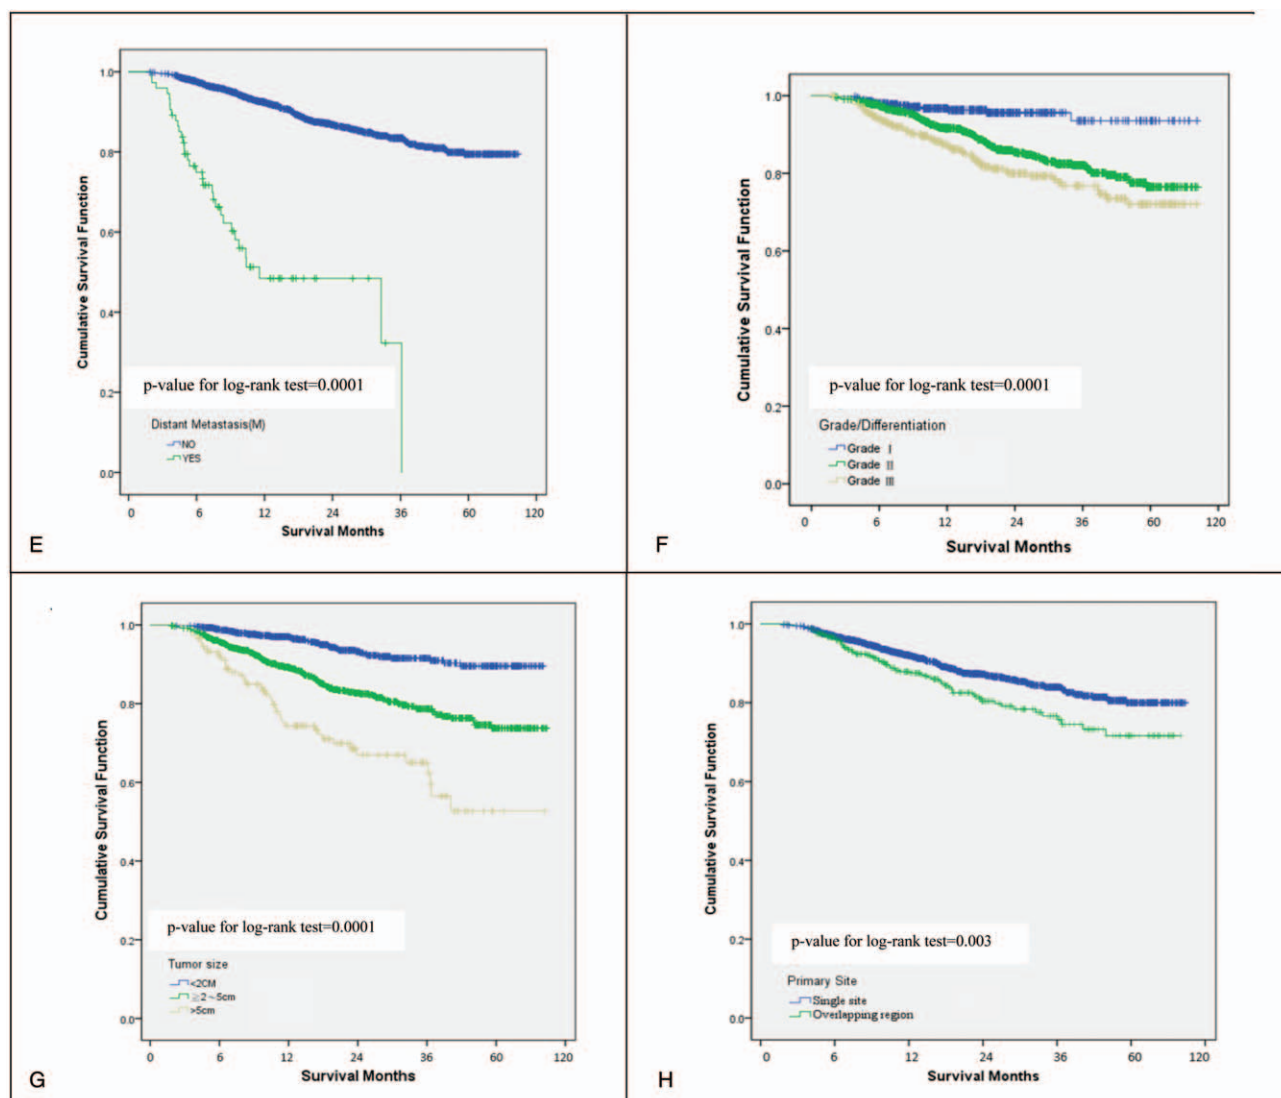 1.0
0.8
0.6
0.4
0.2
0.0
Cumulative Survival Function
p-value for log-rank test=0.0001
Distant Metastasis(M)
NO
YES
0 6 12 24 36 60 120
Survival Months
E
1.0
0.8
0.6
0.4
0.2
0.0
Cumulative Survival Function
p-value for log-rank test=0.0001
Grade/Differentiation
Grade I
Grade II
Grade III
0 6 12 24 36 60 120
Survival Months
F
1.0
0.8
0.6
0.4
0.2
0.0
Cumulative Survival Function
p-value for log-rank test=0.0001
Tumor size
<2CM
≧2~5cm
>5cm
0 6 12 24 36 60 120
Survival Months
G
1.0
0.8
0.6
0.4
0.2
0.0
Cumulative Survival Function
p-value for log-rank test=0.003
Primary Site
Single site
Overlapping region
0 6 12 24 36 60 120
Survival Months
H